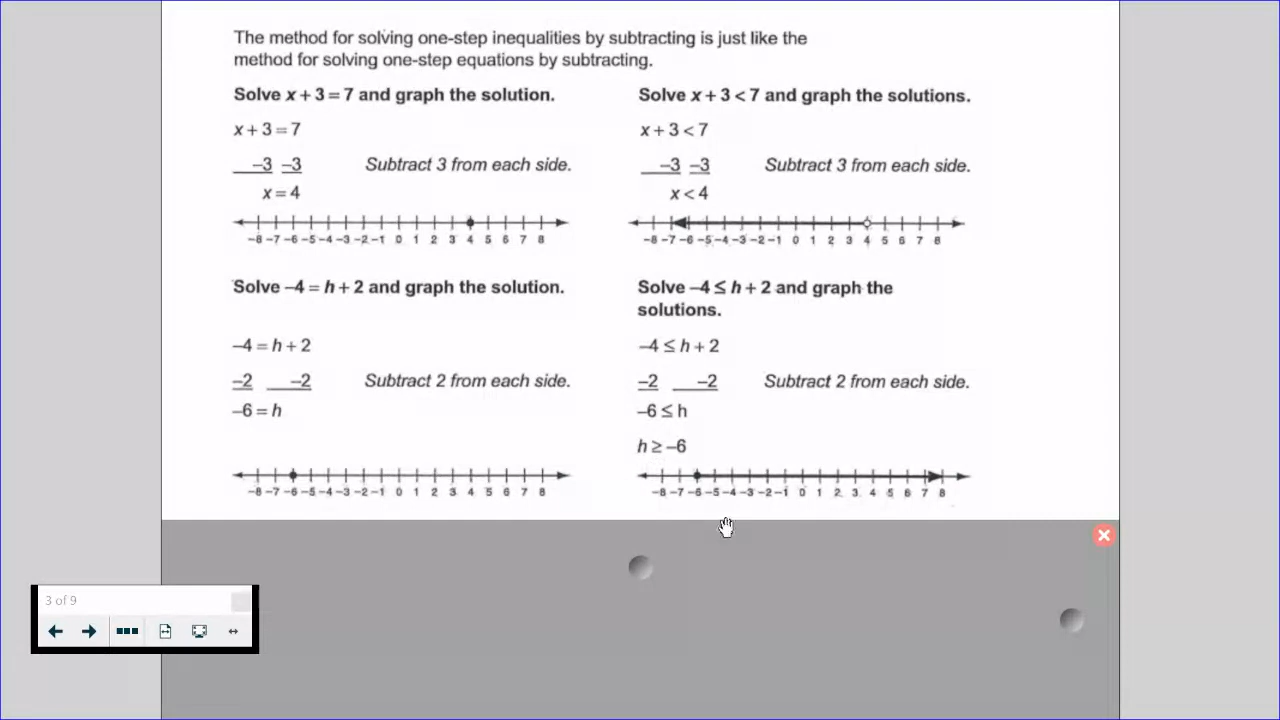 The method for solving one-step inequalities by subtracting is just like the
method for solving one-step equations by subtracting.
Solve x + 3 = 7 and graph the solution.
x + 3 = 7
–3 –3 Subtract 3 from each side.
x = 4
–8 –7 –6 –5 –4 –3 –2 –1 0 1 2 3 4 5 6 7 8
Solve x + 3 < 7 and graph the solutions.
x + 3 < 7
–3 –3 Subtract 3 from each side.
x < 4
–8 –7 –6 –5 –4 –3 –2 –1 0 1 2 3 4 5 6 7 8
Solve –4 = h + 2 and graph the solution.
–4 = h + 2
–2 –2 Subtract 2 from each side.
–6 = h
–8 –7 –6 –5 –4 –3 –2 –1 0 1 2 3 4 5 6 7 8
Solve –4 ≤ h + 2 and graph the
solutions.
–4 ≤ h + 2
–2 –2 Subtract 2 from each side.
–6 ≤ h
h ≥ –6
–8 –7 –6 –5 –4 –3 –2 –1 0 1 2 3 4 5 6 7 8
3 of 9